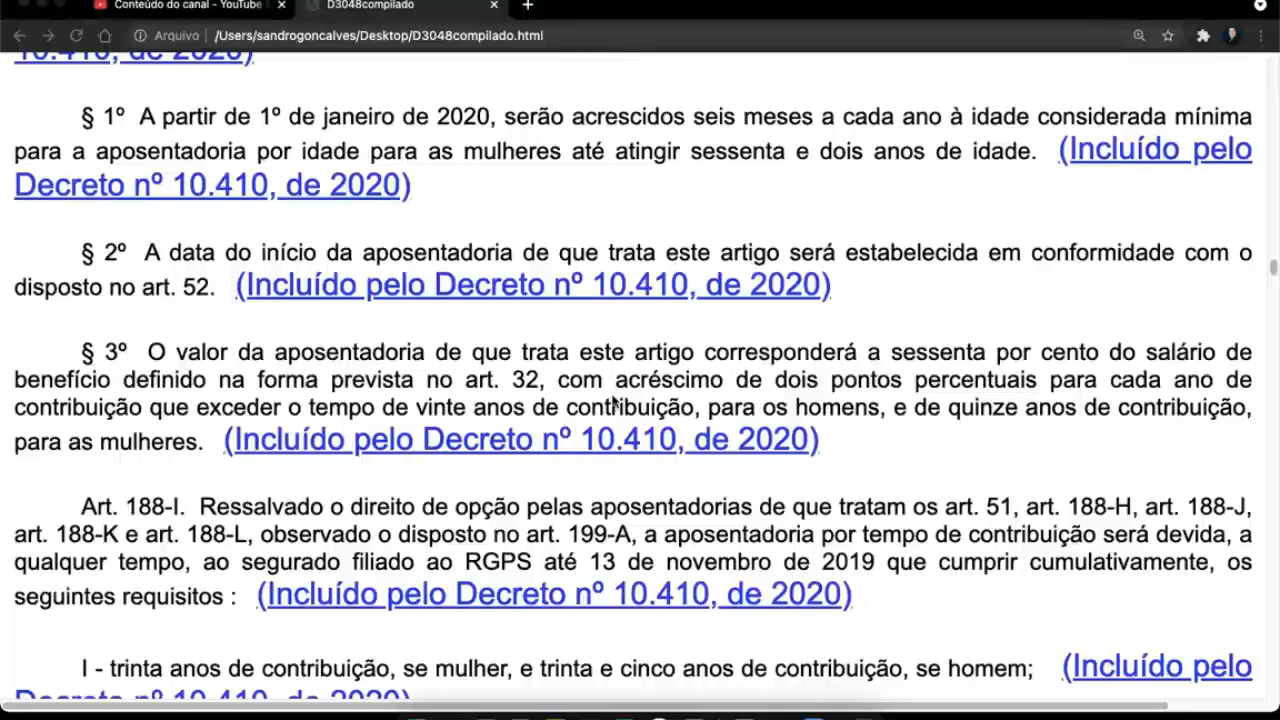 Conteúdo do canal - YouTube
D3048compilado
Arquivo | /Users/sandrogoncalves/Desktop/D3048compilado.html
10.410, de 2020)
§ 1º A partir de 1º de janeiro de 2020, serão acrescidos seis meses a cada ano à idade considerada mínima
para a aposentadoria por idade para as mulheres até atingir sessenta e dois anos de idade. (Incluído pelo
Decreto nº 10.410, de 2020)
§ 2º A data do início da aposentadoria de que trata este artigo será estabelecida em conformidade com o
disposto no art. 52. (Incluído pelo Decreto nº 10.410, de 2020)
§ 3º O valor da aposentadoria de que trata este artigo corresponderá a sessenta por cento do salário de
benefício definido na forma prevista no art. 32, com acréscimo de dois pontos percentuais para cada ano de
contribuição que exceder o tempo de vinte anos de contribuição, para os homens, e de quinze anos de contribuição,
para as mulheres. (Incluído pelo Decreto nº 10.410, de 2020)
Art. 188-I. Ressalvado o direito de opção pelas aposentadorias de que tratam os art. 51, art. 188-H, art. 188-J,
art. 188-K e art. 188-L, observado o disposto no art. 199-A, a aposentadoria por tempo de contribuição será devida, a
qualquer tempo, ao segurado filiado ao RGPS até 13 de novembro de 2019 que cumprir cumulativamente, os
seguintes requisitos : (Incluído pelo Decreto nº 10.410, de 2020)
I - trinta anos de contribuição, se mulher, e trinta e cinco anos de contribuição, se homem; (Incluído pelo
Decreto nº 10.410, de 2020)